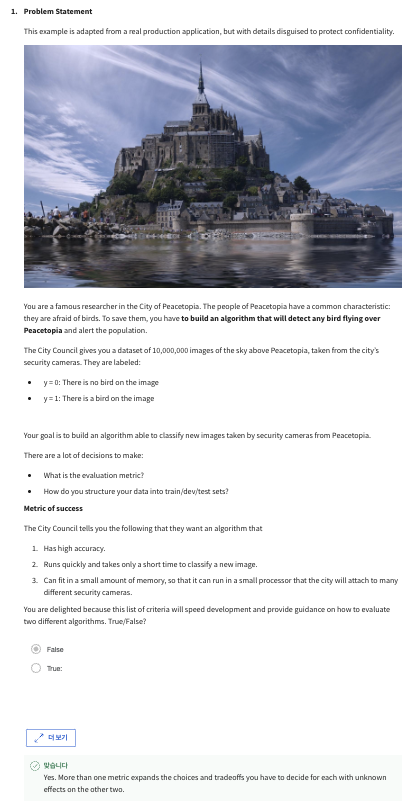 1. Problem Statement
This example is adapted from a real production application, but with details disguised to protect confidentiality.
You are a famous researcher in the City of Peacetopia. The people of Peacetopia have a common characteristic:
they are afraid of birds. To save them, you have to build an algorithm that will detect any bird flying over
Peacetopia and alert the population.
The City Council gives you a dataset of 10,000,000 images of the sky above Peacetopia, taken from the city's
security cameras. They are labeled:
• y = 0: There is no bird on the image
• y = 1: There is a bird on the image
Your goal is to build an algorithm able to classify new images taken by security cameras from Peacetopia.
There are a lot of decisions to make:
• What is the evaluation metric?
• How do you structure your data into train/dev/test sets?
Metric of success
The City Council tells you the following that they want an algorithm that
1. Has high accuracy.
2. Runs quickly and takes only a short time to classify a new image.
3. Can fit in a small amount of memory, so that it can run in a small processor that the city will attach to many
different security cameras.
You are delighted because this list of criteria will speed development and provide guidance on how to evaluate
two different algorithms. True/False?
False
True:
더 보기
맞습니다
Yes. More than one metric expands the choices and tradeoffs you have to decide for each with unknown
effects on the other two.